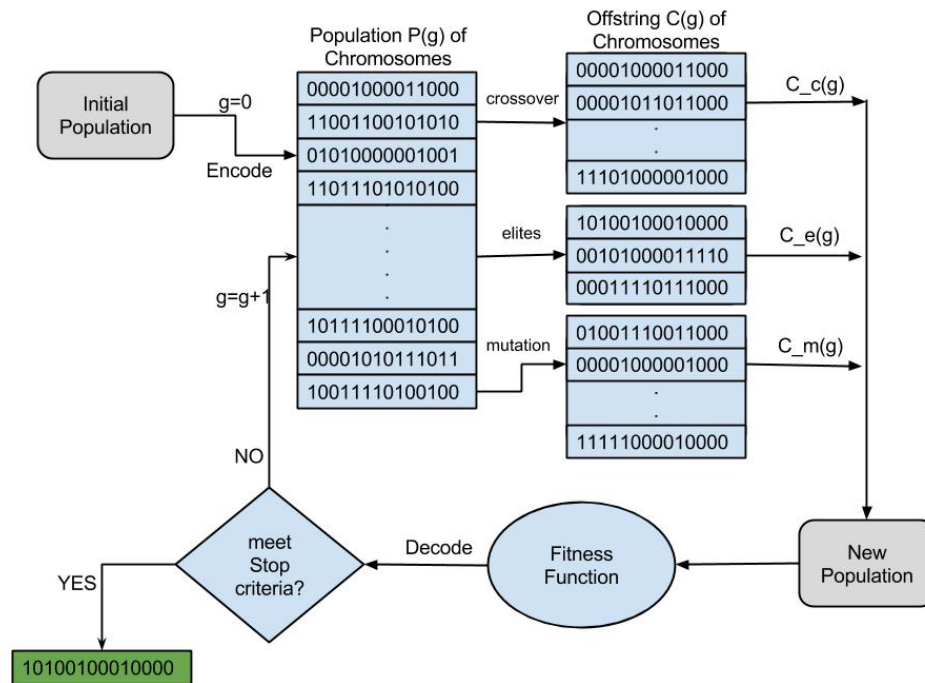 Population P(g) of
Chromosomes
Offstring C(g) of
Chromosomes
Initial
Population
g=0
Encode
00001000011000
11001100101010
01010000001001
11011101010100
.
.
.
.
10111100010100
00001010111011
10011110100100
crossover
elites
mutation
00001000011000
00001011011000
.
.
11101000001000
10100100010000
00101000011110
00011110111000
01001110011000
00001000001000
.
.
11111000010000
C_c(g)
C_e(g)
C_m(g)
g=g+1
NO
meet
Stop
criteria?
Decode
Fitness
Function
New
Population
YES
10100100010000